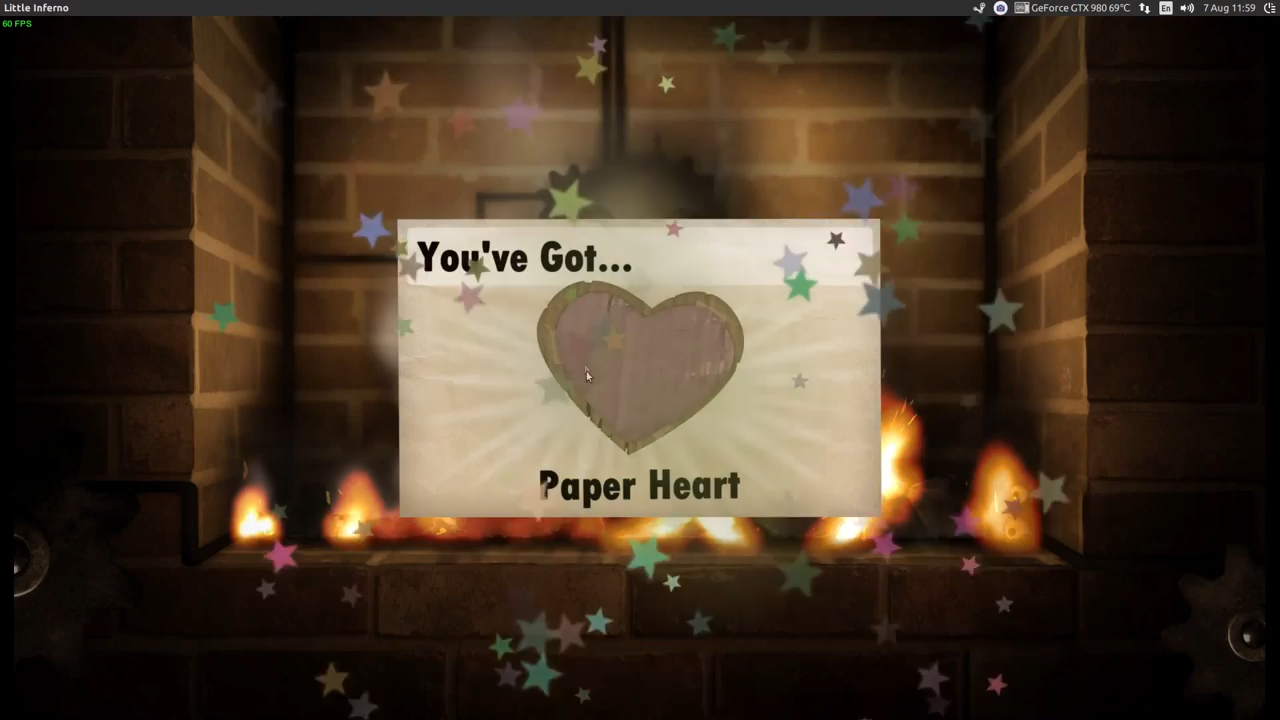 Little Inferno
GeForce GTX 980 69°C
En
7 Aug 11:59
60 FPS
You've Got...
Paper Heart